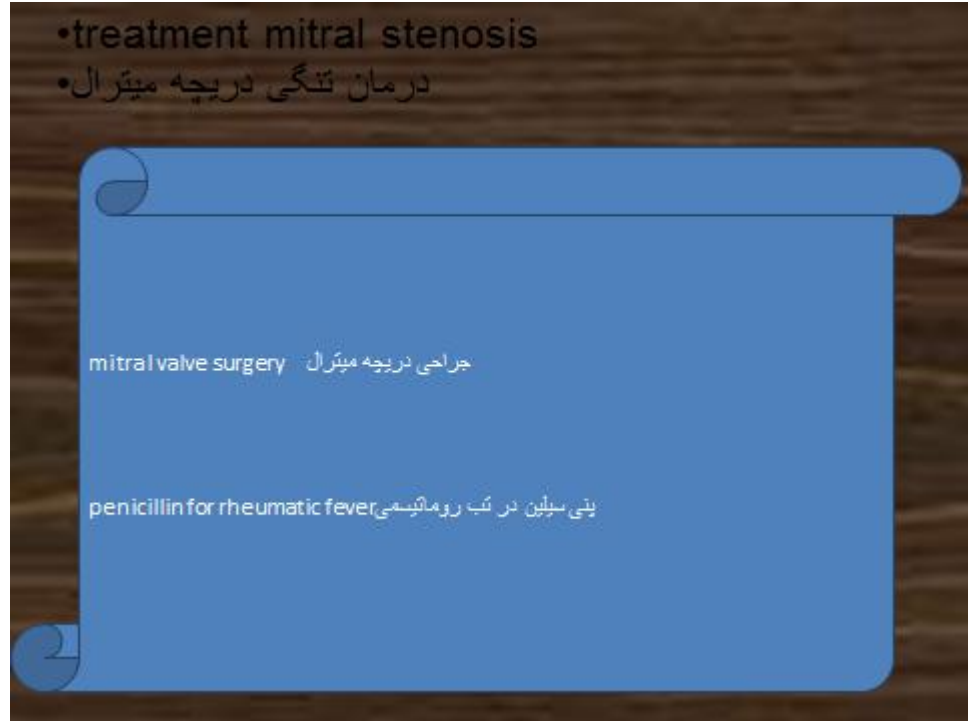 •treatment mitral stenosis
•درمان تنگی دریچه میترال
mitral valve surgery جراحی دریچه میترال
penicillin for rheumatic fever پنی سیلین در تب روماتیسمی